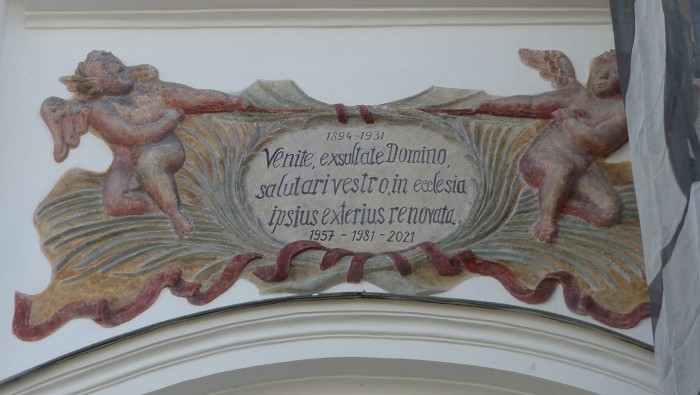 1894-1931
Venite, exsultate Domino,
salutari vestro, in ecclesia
ipsius exterius renovata.
1957 - 1981 - 2021